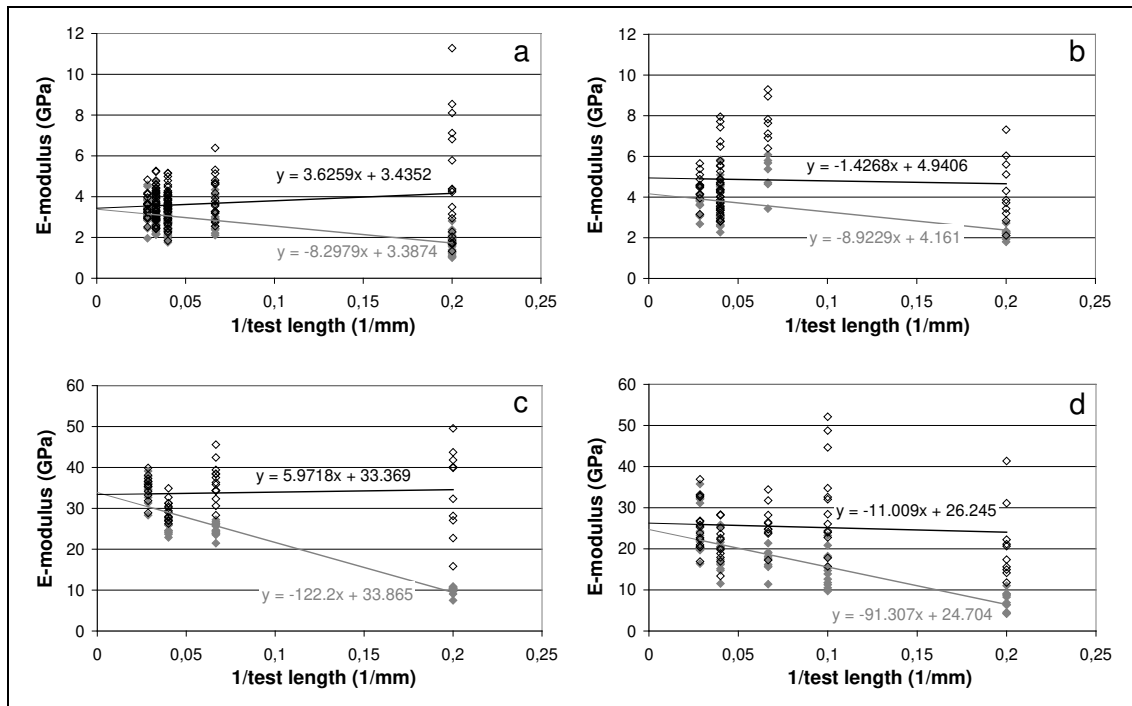 a
E-modulus (GPa)
12
10
8
6
4
2
0
y = 3.6259x + 3.4352
y = -8.2979x + 3.3874
0 0,05 0,1 0,15 0,2 0,25
1/test length (1/mm)
b
E-modulus (GPa)
12
10
8
6
4
2
0
y = -1.4268x + 4.9406
y = -8.9229x + 4.161
0 0,05 0,1 0,15 0,2 0,25
1/test length (1/mm)
c
E-modulus (GPa)
60
50
40
30
20
10
0
y = 5.9718x + 33.369
y = -122.2x + 33.865
0 0,05 0,1 0,15 0,2 0,25
1/test length (1/mm)
d
E-modulus (GPa)
60
50
40
30
20
10
0
y = -11.009x + 26.245
y = -91.307x + 24.704
0 0,05 0,1 0,15 0,2 0,25
1/test length (1/mm)